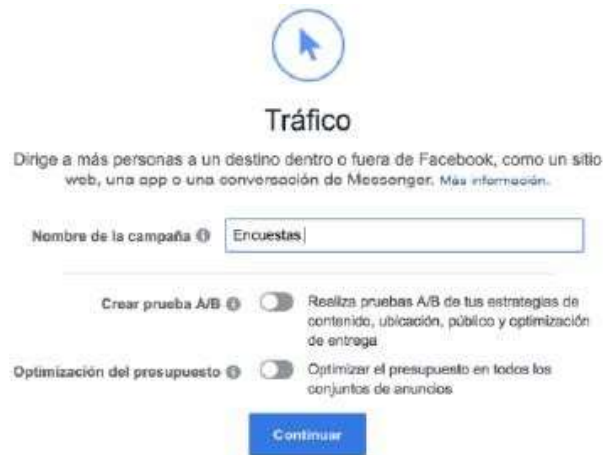 Tráfico
Dirige a más personas a un destino dentro o fuera de Facebook, como un sitio
web, una app o una conversación de Messenger. Más información.
Nombre de la campaña
Encuestas
Crear prueba A/B
Realiza pruebas A/B de tus estrategias de
contenido, ubicación, público y optimización
de entrega
Optimización del presupuesto
Optimizar el presupuesto en todos los
conjuntos de anuncios
Continuar